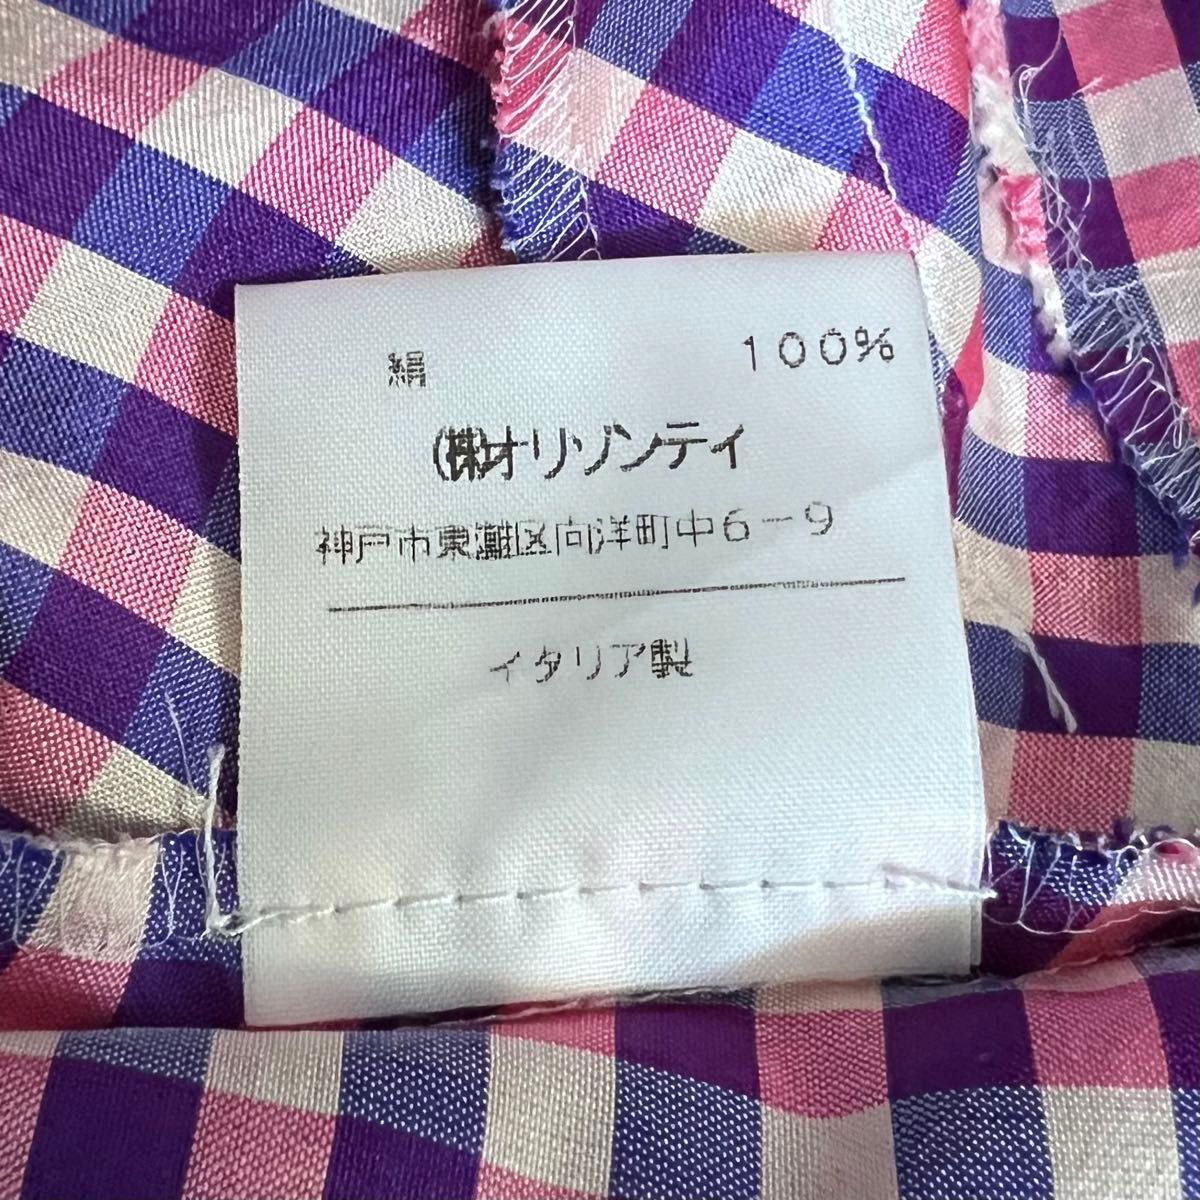 絹 100%
(株)オリゾンティ
神戸市東灘区向洋町中6-9
イタリア製